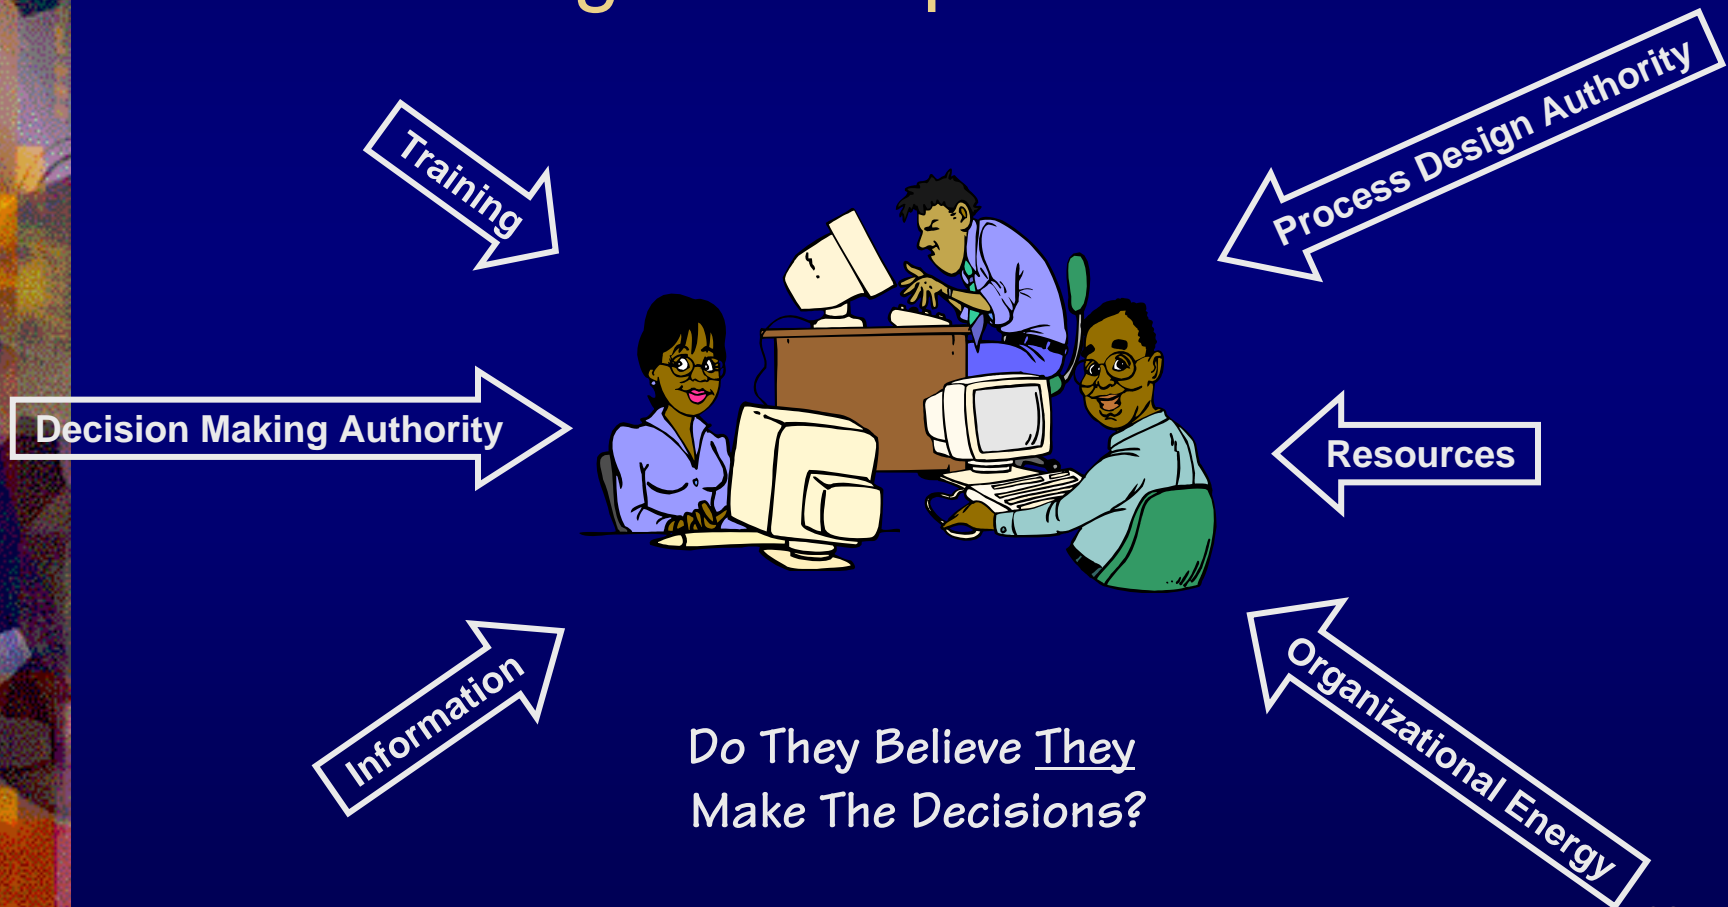 Training
Process Design Authority
Decision Making Authority
Resources
Information
Organizational Energy
Do They Believe They
Make The Decisions?